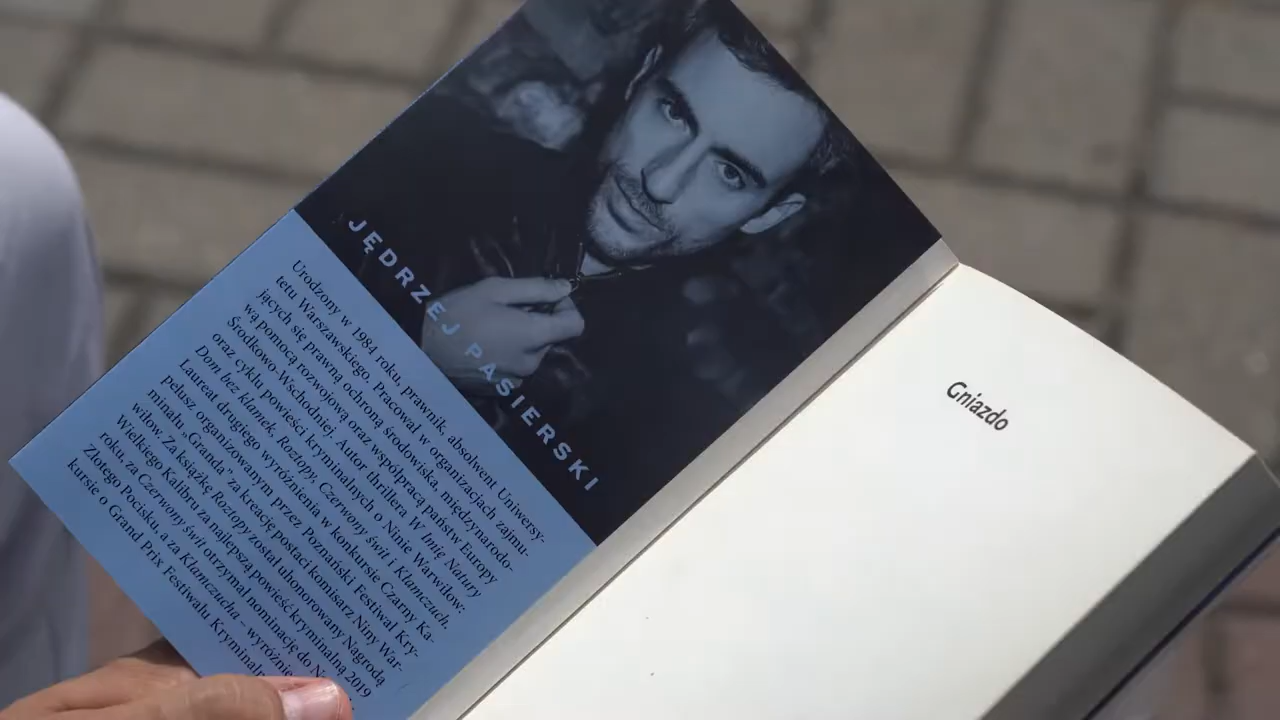 JĘDRZEJ PASIERSKI
Urodzony w 1984 roku, prawnik, absolwent Uniwersy-
tetu Warszawskiego. Pracował w organizacjach zajmu-
jących się prawną ochroną środowiska, międzynarodo-
wą pomocą rozwojową oraz współpracą państw Europy
Środkowo-Wschodniej. Autor thrillera W Imię Natury
oraz cyklu powieści kryminalnych o Ninie Warwiłow:
Dom bez klamek, Roztopy, Czerwony świt i Kłamczuch.
Laureat drugiego wyróżnienia w konkursie Czarny Ka-
pelusz organizowanym przez Poznański Festiwal Kry-
minału „Granda” za kreację postaci komisarz Niny War-
wiłow. Za książkę Roztopy został uhonorowany Nagrodą
Wielkiego Kalibru za najlepszą powieść kryminalną 2019
roku, za Czerwony świt otrzymał nominację do
Złotego Pocisku, a za Kłamczucha –
kursie o Grand Prix Festiwalu
Gniazdo